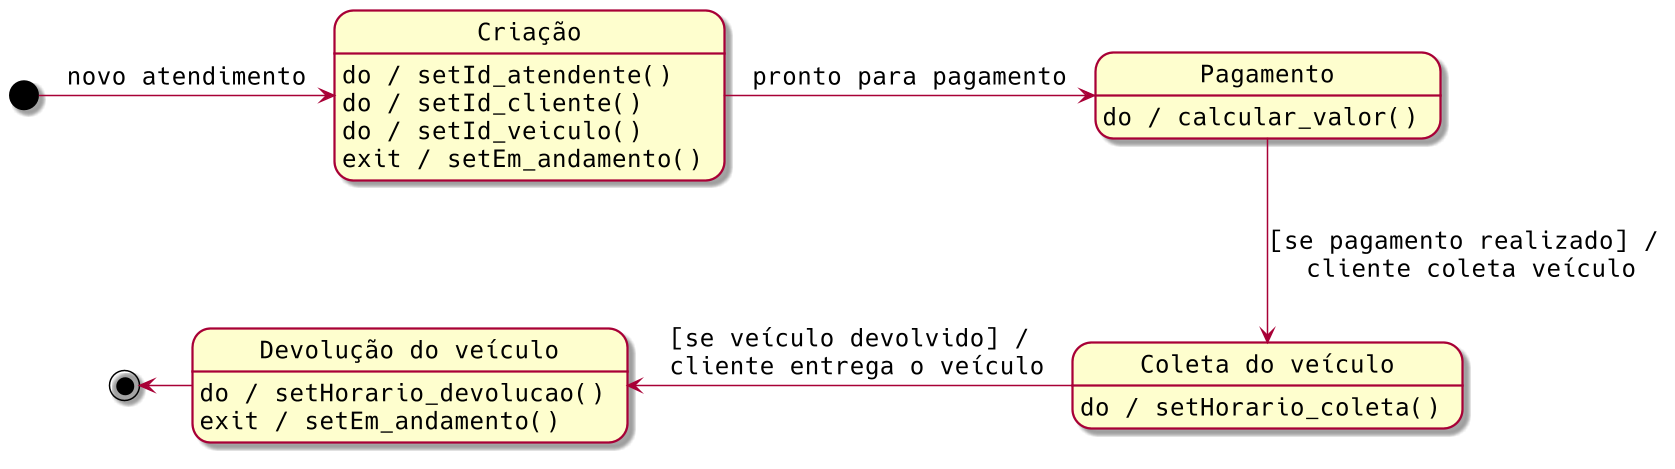 novo atendimento
Criação
do / setId_atendente()
do / setId_cliente()
do / setId_veiculo()
exit / setEm_andamento()
pronto para pagamento
Pagamento
do / calcular_valor()
[se pagamento realizado] /
cliente coleta veículo
Coleta do veículo
do / setHorario_coleta()
[se veículo devolvido] /
cliente entrega o veículo
Devolução do veículo
do / setHorario_devolucao()
exit / setEm_andamento()